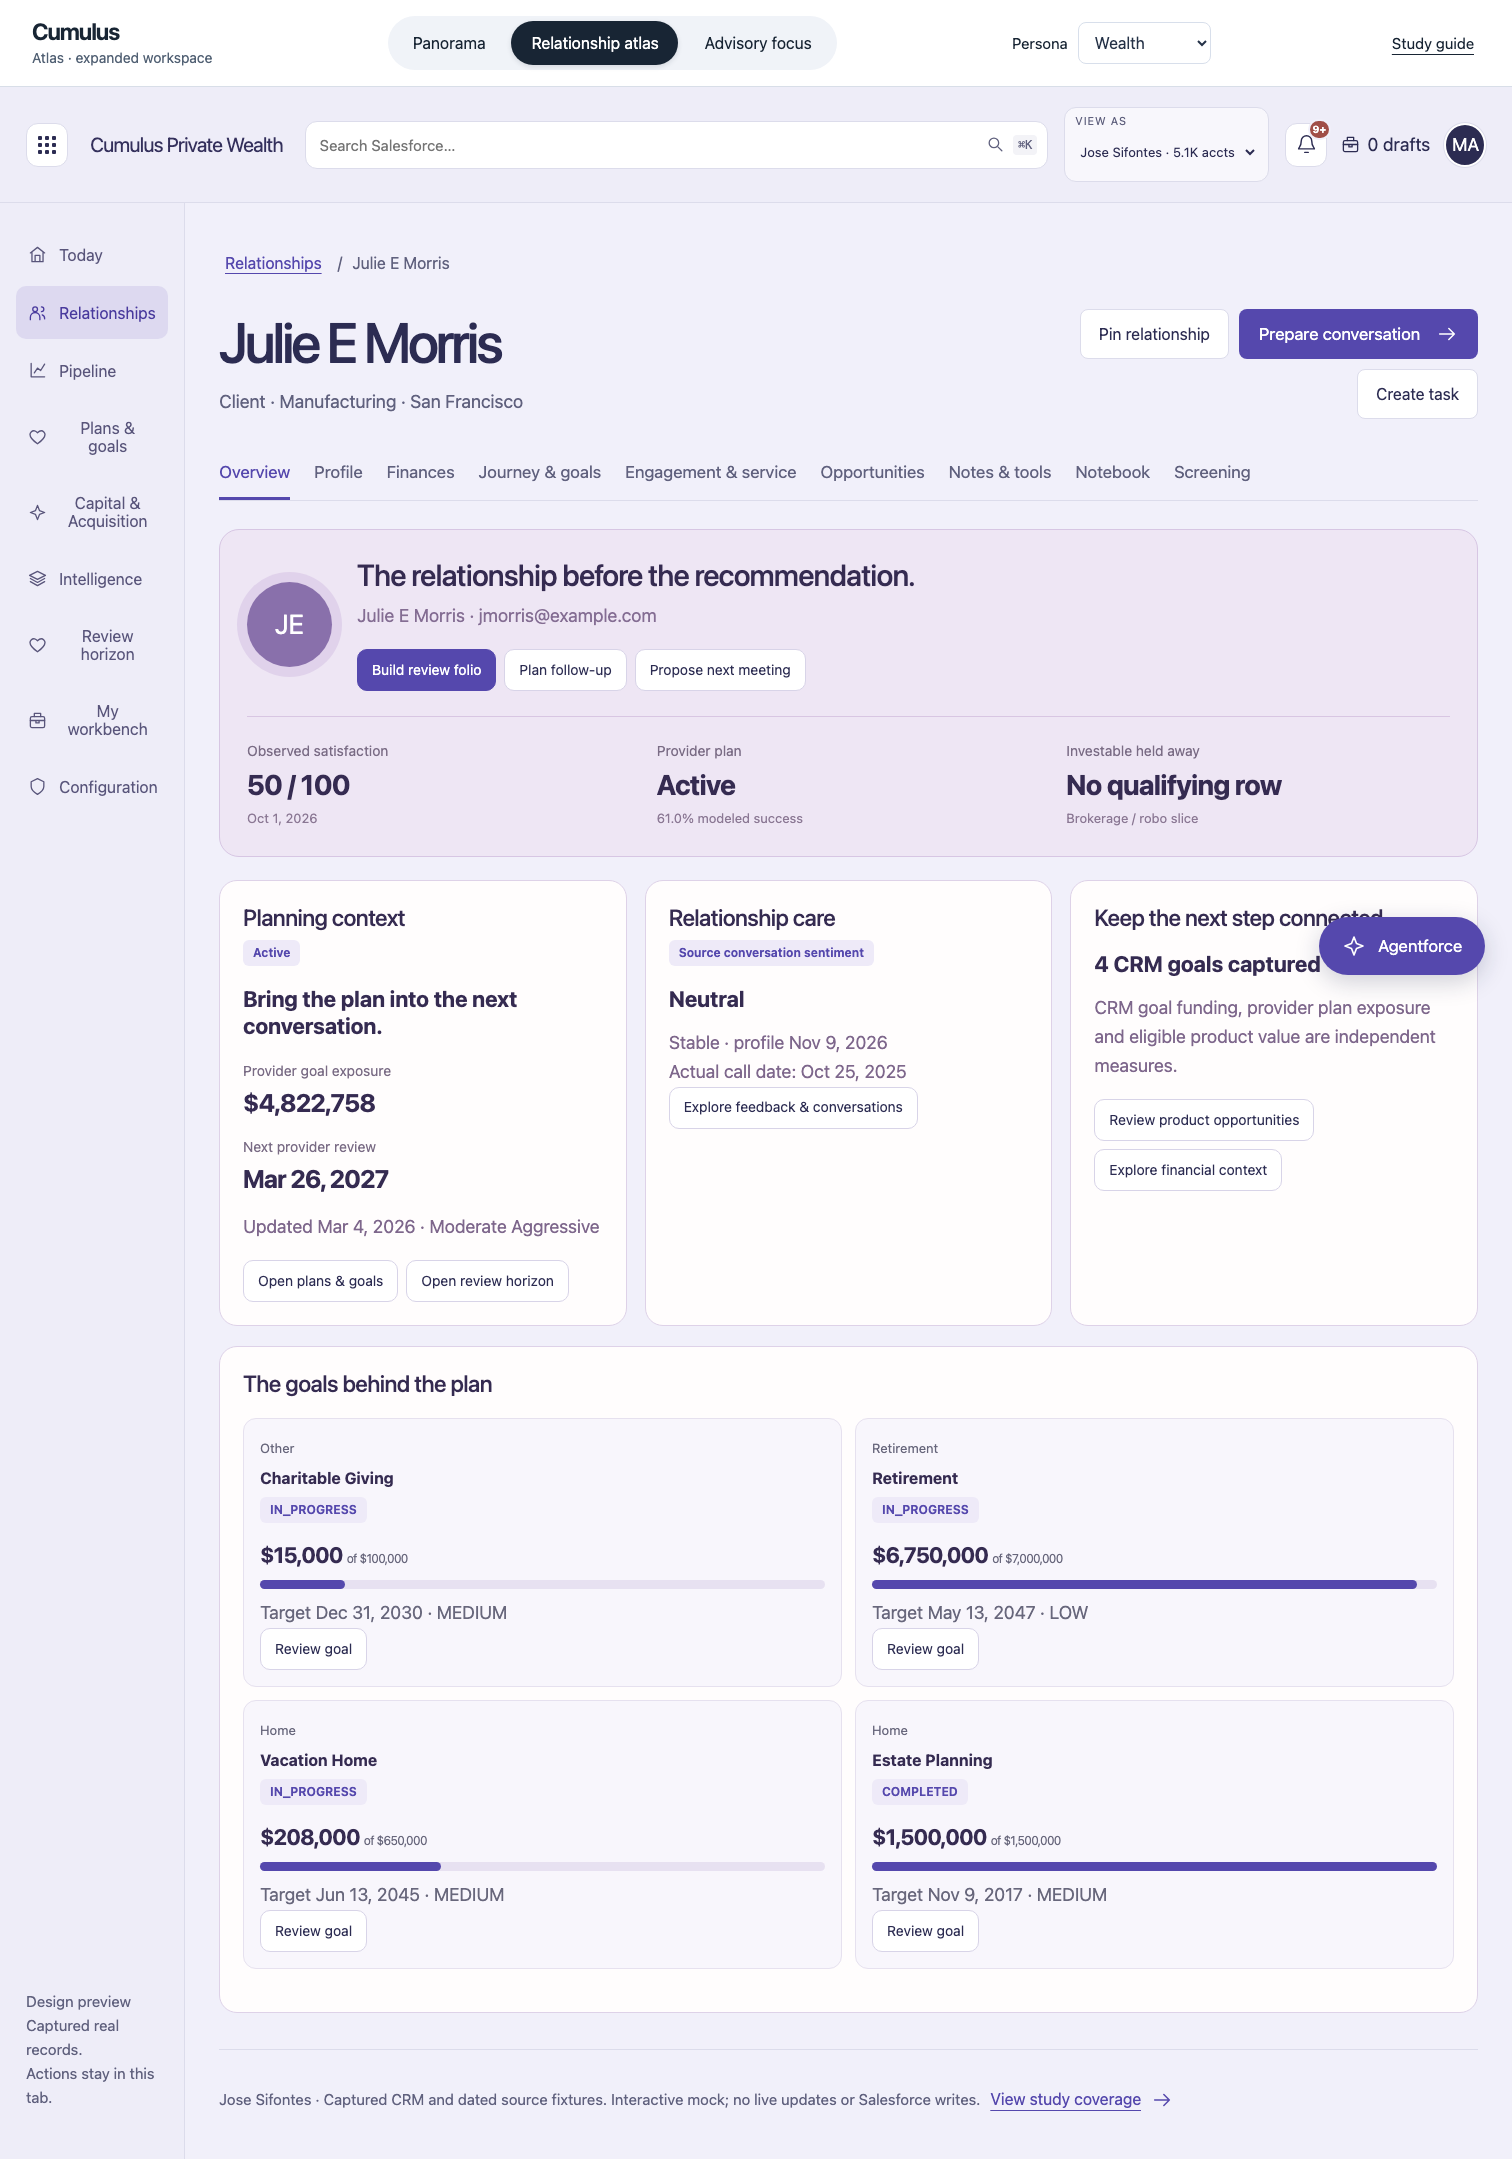 Cumulus
Atlas · expanded workspace
Panorama
Relationship atlas
Advisory focus
Persona
Wealth
Study guide
Cumulus Private Wealth
Search Salesforce...
⌘K
VIEW AS
Jose Sifontes · 5.1K accts
9+
0 drafts
MA
Today
Relationships
Pipeline
Plans &
goals
Capital &
Acquisition
Intelligence
Review
horizon
My
workbench
Configuration
Design preview
Captured real
records.
Actions stay in this
tab.
Relationships / Julie E Morris
Julie E Morris
Client · Manufacturing · San Francisco
Pin relationship
Prepare conversation
Create task
Overview
Profile
Finances
Journey & goals
Engagement & service
Opportunities
Notes & tools
Notebook
Screening
JE
The relationship before the recommendation.
Julie E Morris · jmorris@example.com
Build review folio
Plan follow-up
Propose next meeting
Observed satisfaction
50 / 100
Oct 1, 2026
Provider plan
Active
61.0% modeled success
Investable held away
No qualifying row
Brokerage / robo slice
Planning context
Active
Bring the plan into the next
conversation.
Provider goal exposure
$4,822,758
Next provider review
Mar 26, 2027
Updated Mar 4, 2026 · Moderate Aggressive
Open plans & goals
Open review horizon
Relationship care
Source conversation sentiment
Neutral
Stable · profile Nov 9, 2026
Actual call date: Oct 25, 2025
Explore feedback & conversations
Keep the next step connected
Agentforce
4 CRM goals captured
CRM goal funding, provider plan exposure
and eligible product value are independent
measures.
Review product opportunities
Explore financial context
The goals behind the plan
Other
Charitable Giving
IN_PROGRESS
$15,000 of $100,000
Target Dec 31, 2030 · MEDIUM
Review goal
Retirement
Retirement
IN_PROGRESS
$6,750,000 of $7,000,000
Target May 13, 2047 · LOW
Review goal
Home
Vacation Home
IN_PROGRESS
$208,000 of $650,000
Target Jun 13, 2045 · MEDIUM
Review goal
Home
Estate Planning
COMPLETED
$1,500,000 of $1,500,000
Target Nov 9, 2017 · MEDIUM
Review goal
Jose Sifontes · Captured CRM and dated source fixtures. Interactive mock; no live updates or Salesforce writes. View study coverage